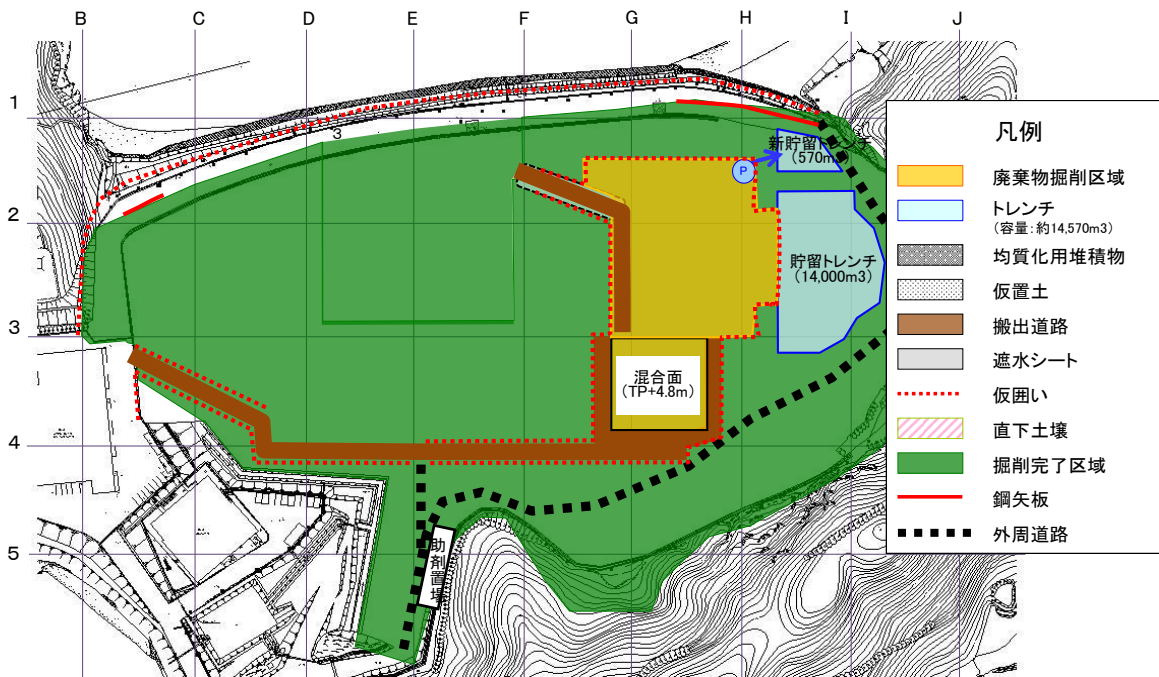 B C D E F G H I J
1
2
3
4
5
3
新貯留トレンチ
(570m
P
貯留トレンチ
(14,000m3)
混合面
(TP+4.8m)
助剤置場
凡例
廃棄物掘削区域
トレンチ
(容量:約14,570m3)
均質化用堆積物
仮置土
搬出道路
遮水シート
仮囲い
直下土壌
掘削完了区域
鋼矢板
外周道路